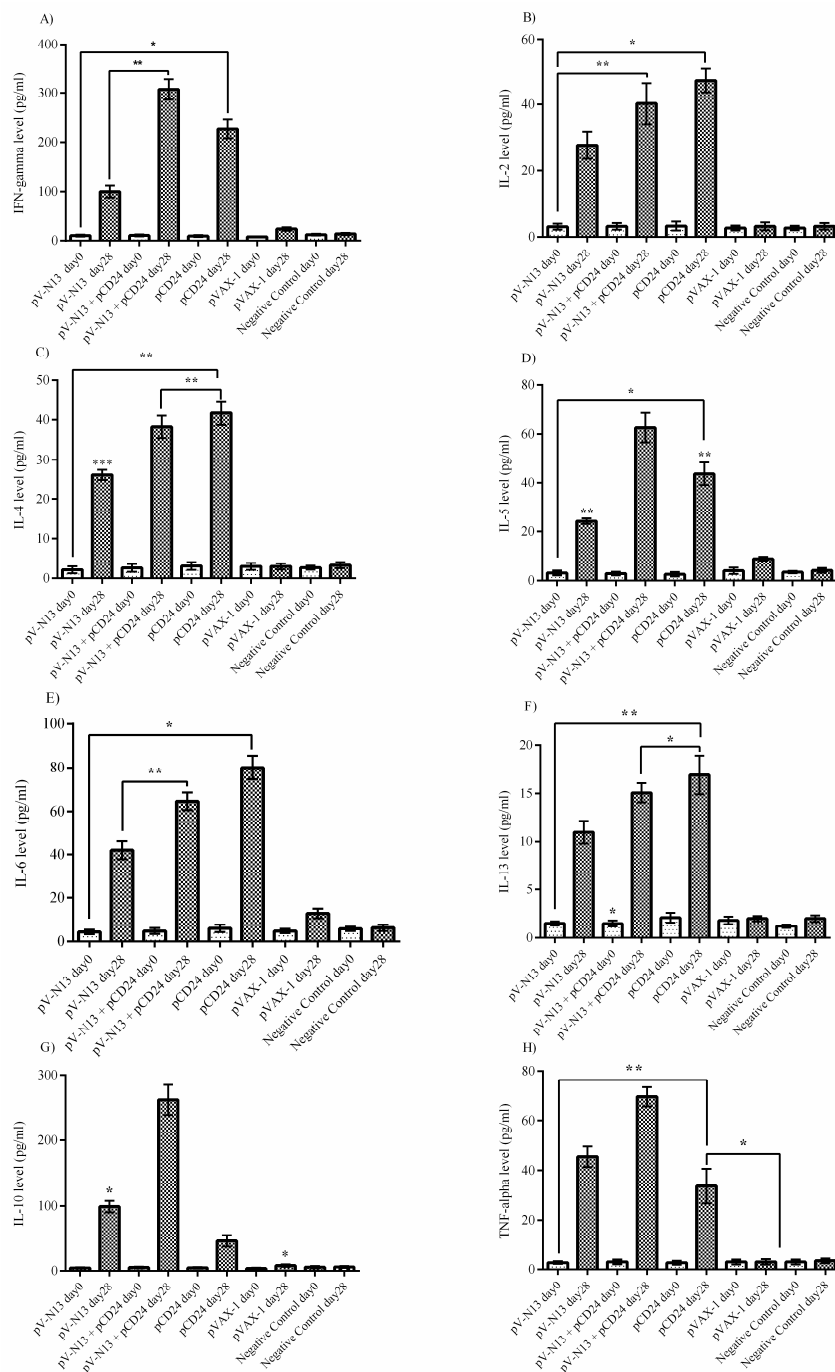 A)
IFN-gamma level (pg/ml)
400
300
200
100
0
*
**
pV-N13 day0
pV-N13 day28
pV-N13 + pCD24 day0
pV-N13 + pCD24 day28
pCD24 day0
pCD24 day28
pVAX-1 day0
pVAX-1 day28
Negative Control day0
Negative Control day28
B)
IL-2 level (pg/ml)
60
40
20
0
*
**
pV-N13 day0
pV-N13 day28
pV-N13 + pCD24 day0
pV-N13 + pCD24 day28
pCD24 day0
pCD24 day28
pVAX-1 day0
pVAX-1 day28
Negative Control day0
Negative Control day28
C)
IL-4 level (pg/ml)
50
40
30
20
10
0
**
**
***
pV-N13 day0
pV-N13 day28
pV-N13 + pCD24 day0
pV-N13 + pCD24 day28
pCD24 day0
pCD24 day28
pVAX-1 day0
pVAX-1 day28
Negative Control day0
Negative Control day28
D)
IL-5 level (pg/ml)
80
60
40
20
0
*
**
**
pV-N13 day0
pV-N13 day28
pV-N13 + pCD24 day0
pV-N13 + pCD24 day28
pCD24 day0
pCD24 day28
pVAX-1 day0
pVAX-1 day28
Negative Control day0
Negative Control day28
E)
IL-6 level (pg/ml)
100
80
60
40
20
0
*
**
pV-N13 day0
pV-N13 day28
pV-N13 + pCD24 day0
pV-N13 + pCD24 day28
pCD24 day0
pCD24 day28
pVAX-1 day0
pVAX-1 day28
Negative Control day0
Negative Control day28
F)
IL-13 level (pg/ml)
20
15
10
5
0
**
*
*
pV-N13 day0
pV-N13 day28
pV-N13 + pCD24 day0
pV-N13 + pCD24 day28
pCD24 day0
pCD24 day28
pVAX-1 day0
pVAX-1 day28
Negative Control day0
Negative Control day28
G)
IL-10 level (pg/ml)
300
200
100
0
*
*
pV-N13 day0
pV-N13 day28
pV-N13 + pCD24 day0
pV-N13 + pCD24 day28
pCD24 day0
pCD24 day28
pVAX-1 day0
pVAX-1 day28
Negative Control day0
Negative Control day28
H)
TNF-alpha level (pg/ml)
80
60
40
20
0
**
*
pV-N13 day0
pV-N13 day28
pV-N13 + pCD24 day0
pV-N13 + pCD24 day28
pCD24 day0
pCD24 day28
pVAX-1 day0
pVAX-1 day28
Negative Control day0
Negative Control day28